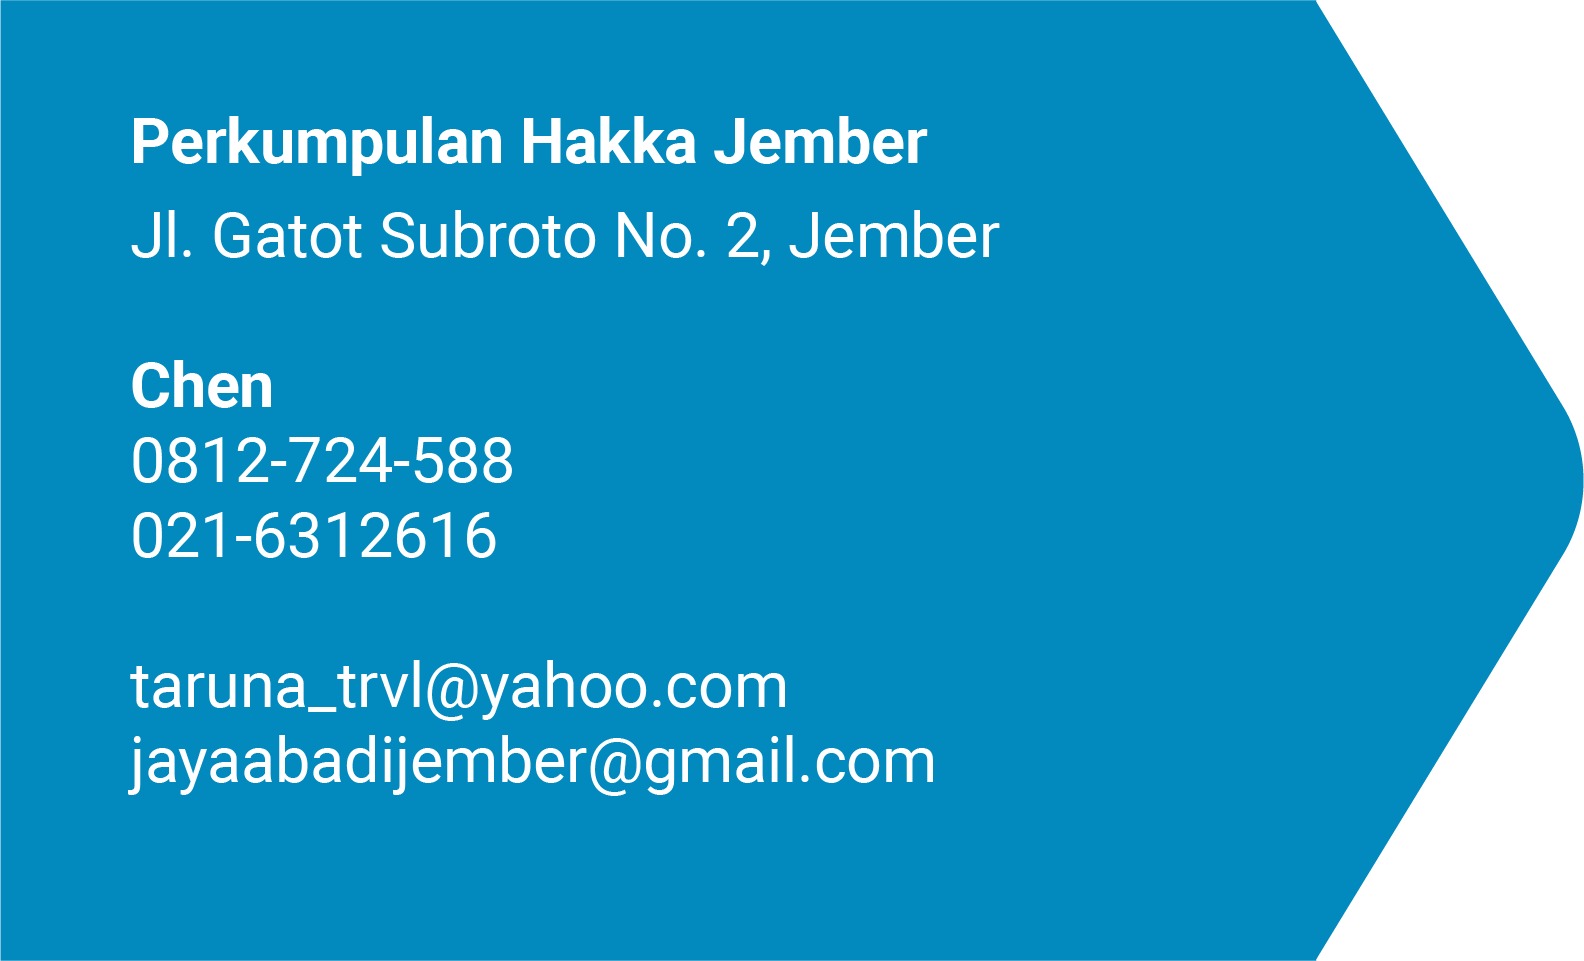 Perkumpulan Hakka Jember
Jl. Gatot Subroto No. 2, Jember
Chen
0812-724-588
021-6312616
taruna_trvl@yahoo.com
jayaabadijember@gmail.com